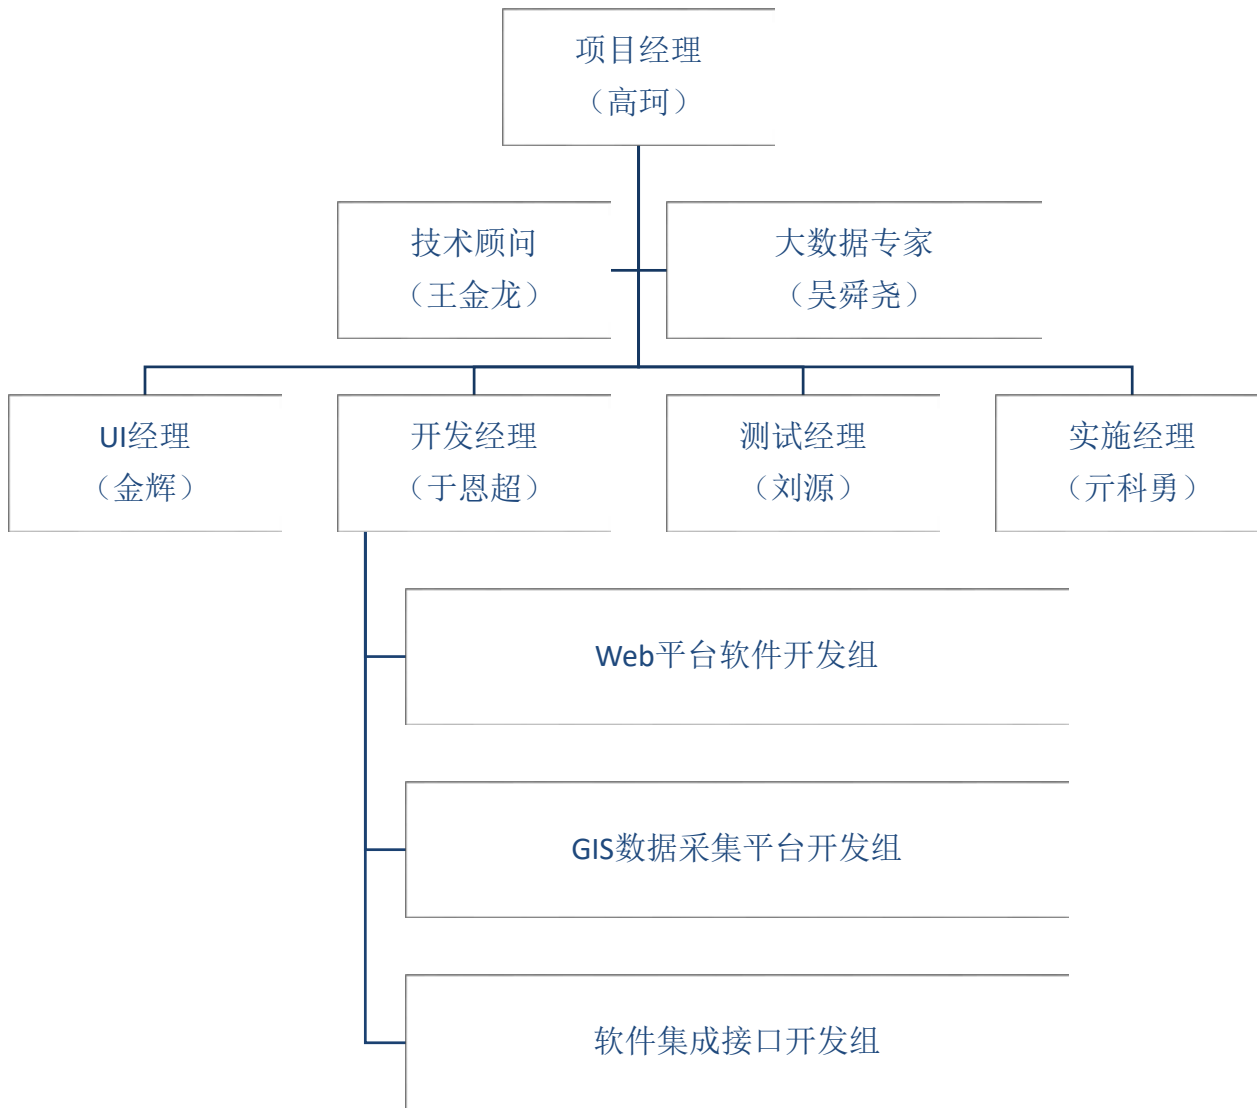 项目经理
（高珂）
技术顾问
（王金龙）
大数据专家
（吴舜尧）
UI经理
（金辉）
开发经理
（于恩超）
测试经理
（刘源）
实施经理
（亓科勇）
Web平台软件开发组
GIS数据采集平台开发组
软件集成接口开发组